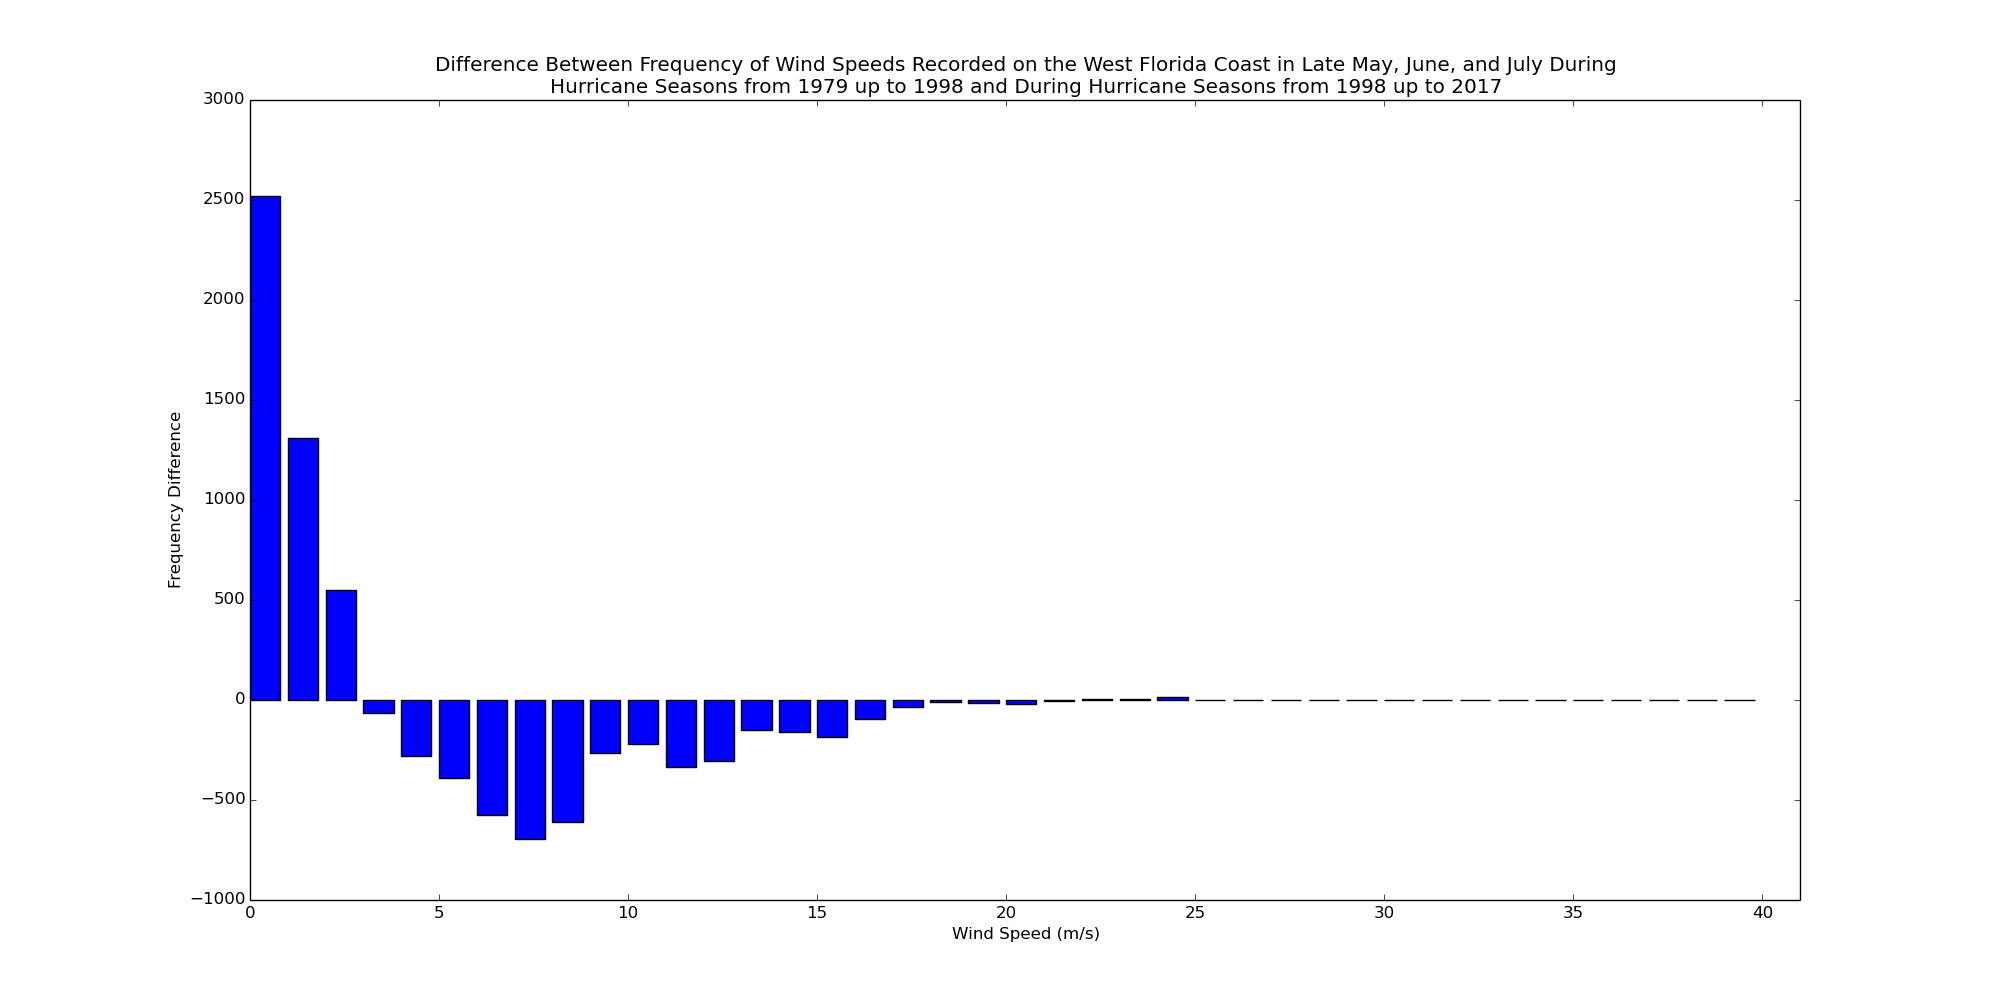 Difference Between Frequency of Wind Speeds Recorded on the West Florida Coast in Late May, June, and July During
Hurricane Seasons from 1979 up to 1998 and During Hurricane Seasons from 1998 up to 2017
3000
2500
2000
1500
1000
500
0
−500
−1000
Frequency Difference
0 5 10 15 20 25 30 35 40
Wind Speed (m/s)